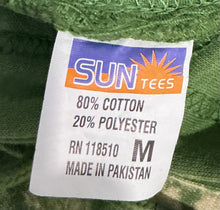 SUN
TEES
80% COTTON
20% POLYESTER
RN 118510 M
MADE IN PAKISTAN